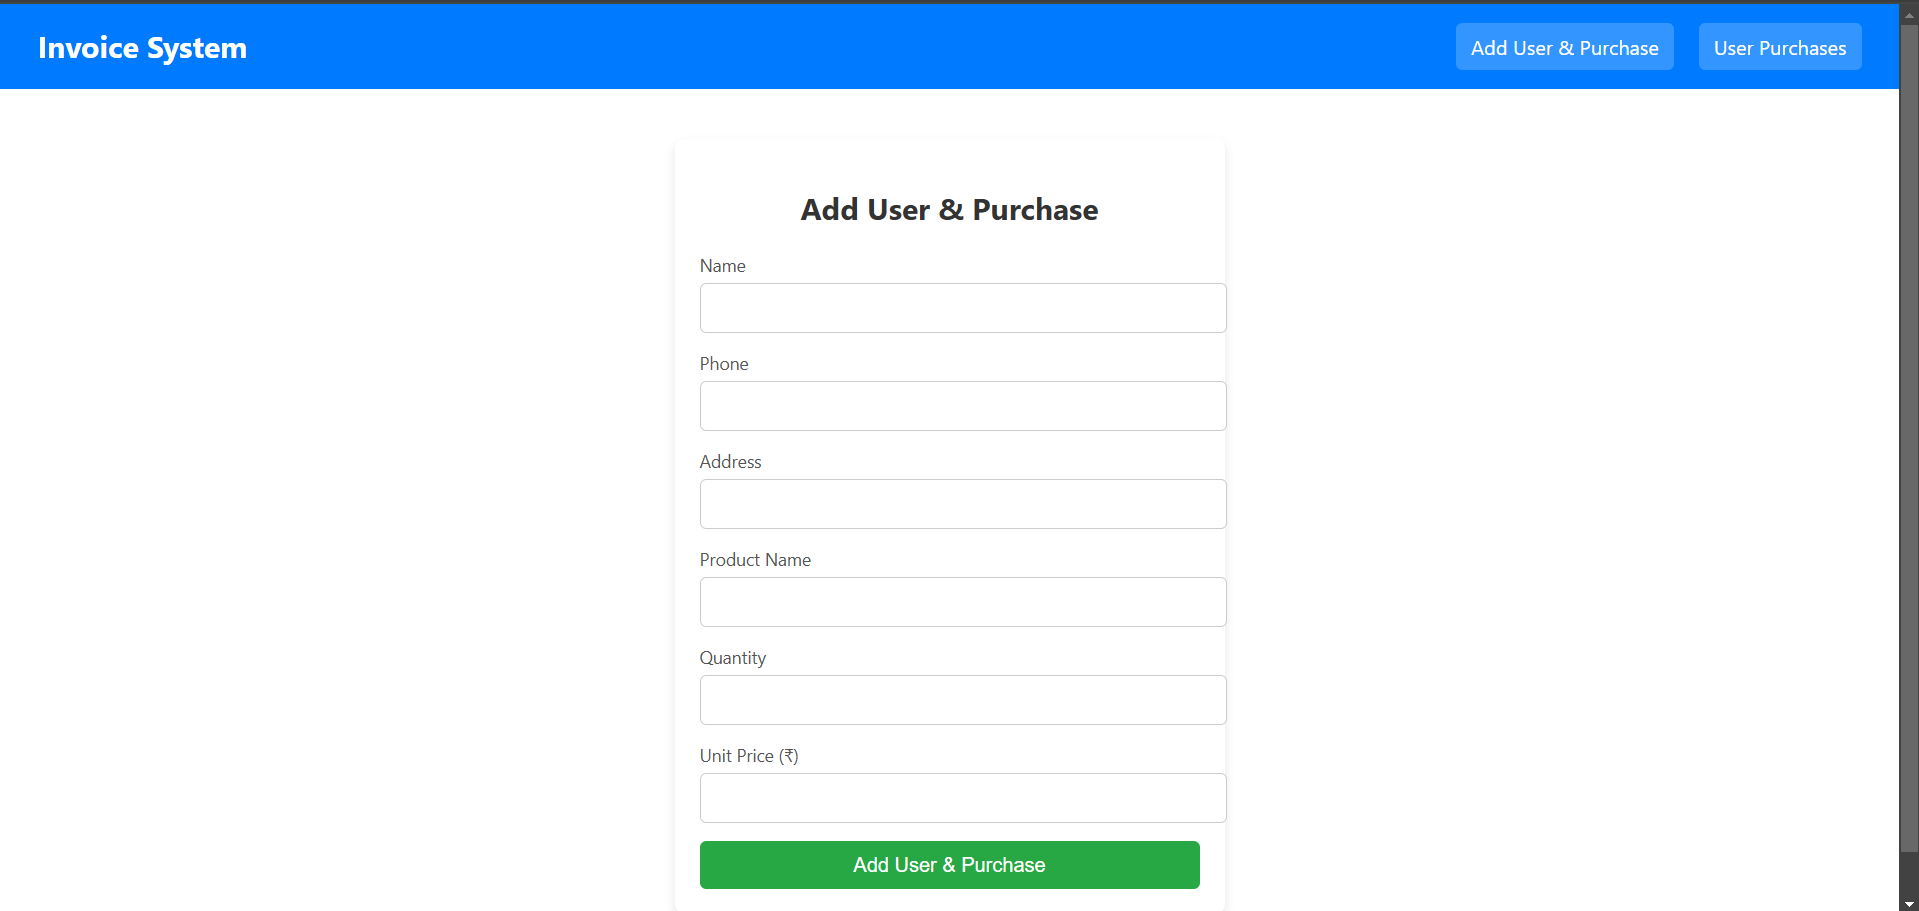 Invoice System
Add User & Purchase
User Purchases
Add User & Purchase
Name
Phone
Address
Product Name
Quantity
Unit Price (₹)
Add User & Purchase